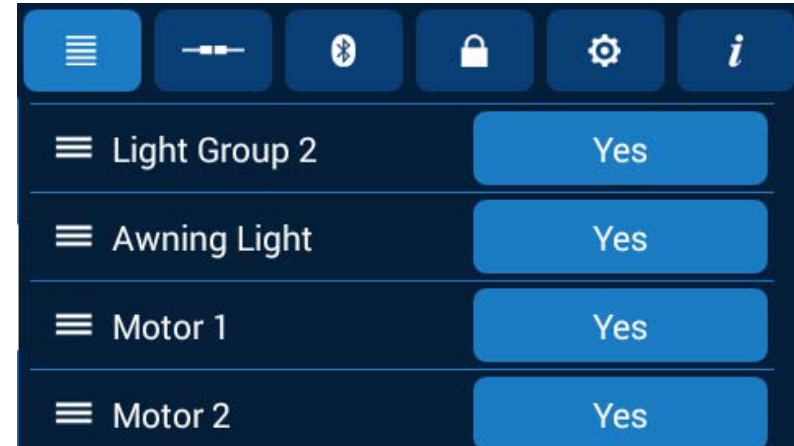 i
Light Group 2 Yes
Awning Light Yes
Motor 1 Yes
Motor 2 Yes